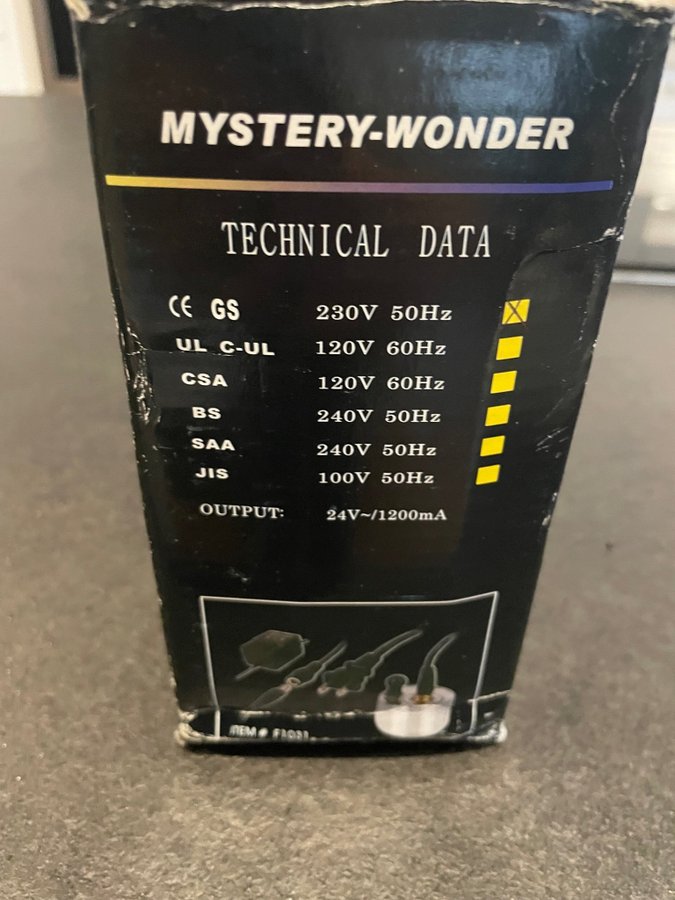 MYSTERY-WONDER
TECHNICAL DATA
CE GS 230V 50Hz
UL C-UL 120V 60Hz
CSA 120V 60Hz
BS 240V 50Hz
SAA 240V 50Hz
JIS 100V 50Hz
OUTPUT: 24V~/1200mA
ITEM #